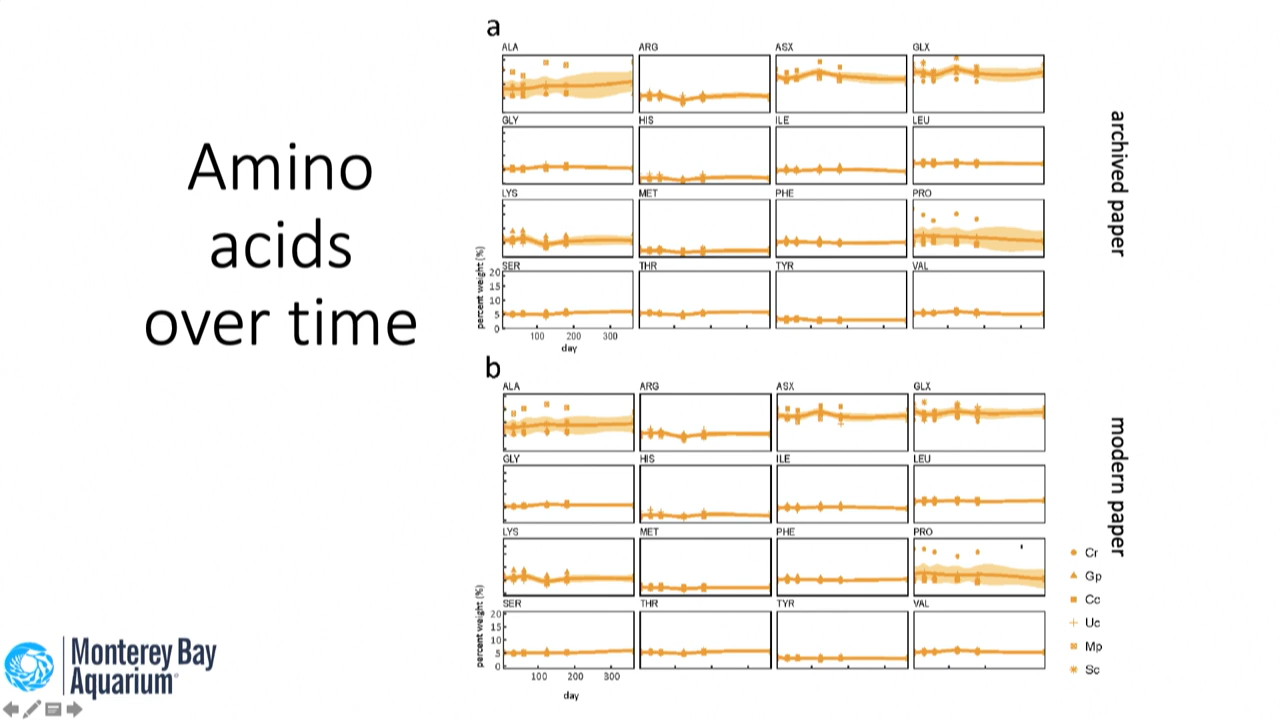 Amino
acids
over time
a
ALA ARG ASX GLX
GLY HIS ILE LEU
LYS MET PHE PRO
SER THR TYR VAL
percent weight (%)
20
15
10
5
0
100 200 300
day
archived paper
b
ALA ARG ASX GLX
GLY HIS ILE LEU
LYS MET PHE PRO
SER THR TYR VAL
percent weight (%)
20
15
10
5
0
100 200 300
day
modern paper
Cr
Gp
Cc
Uc
Mp
Sc
Monterey Bay
Aquarium